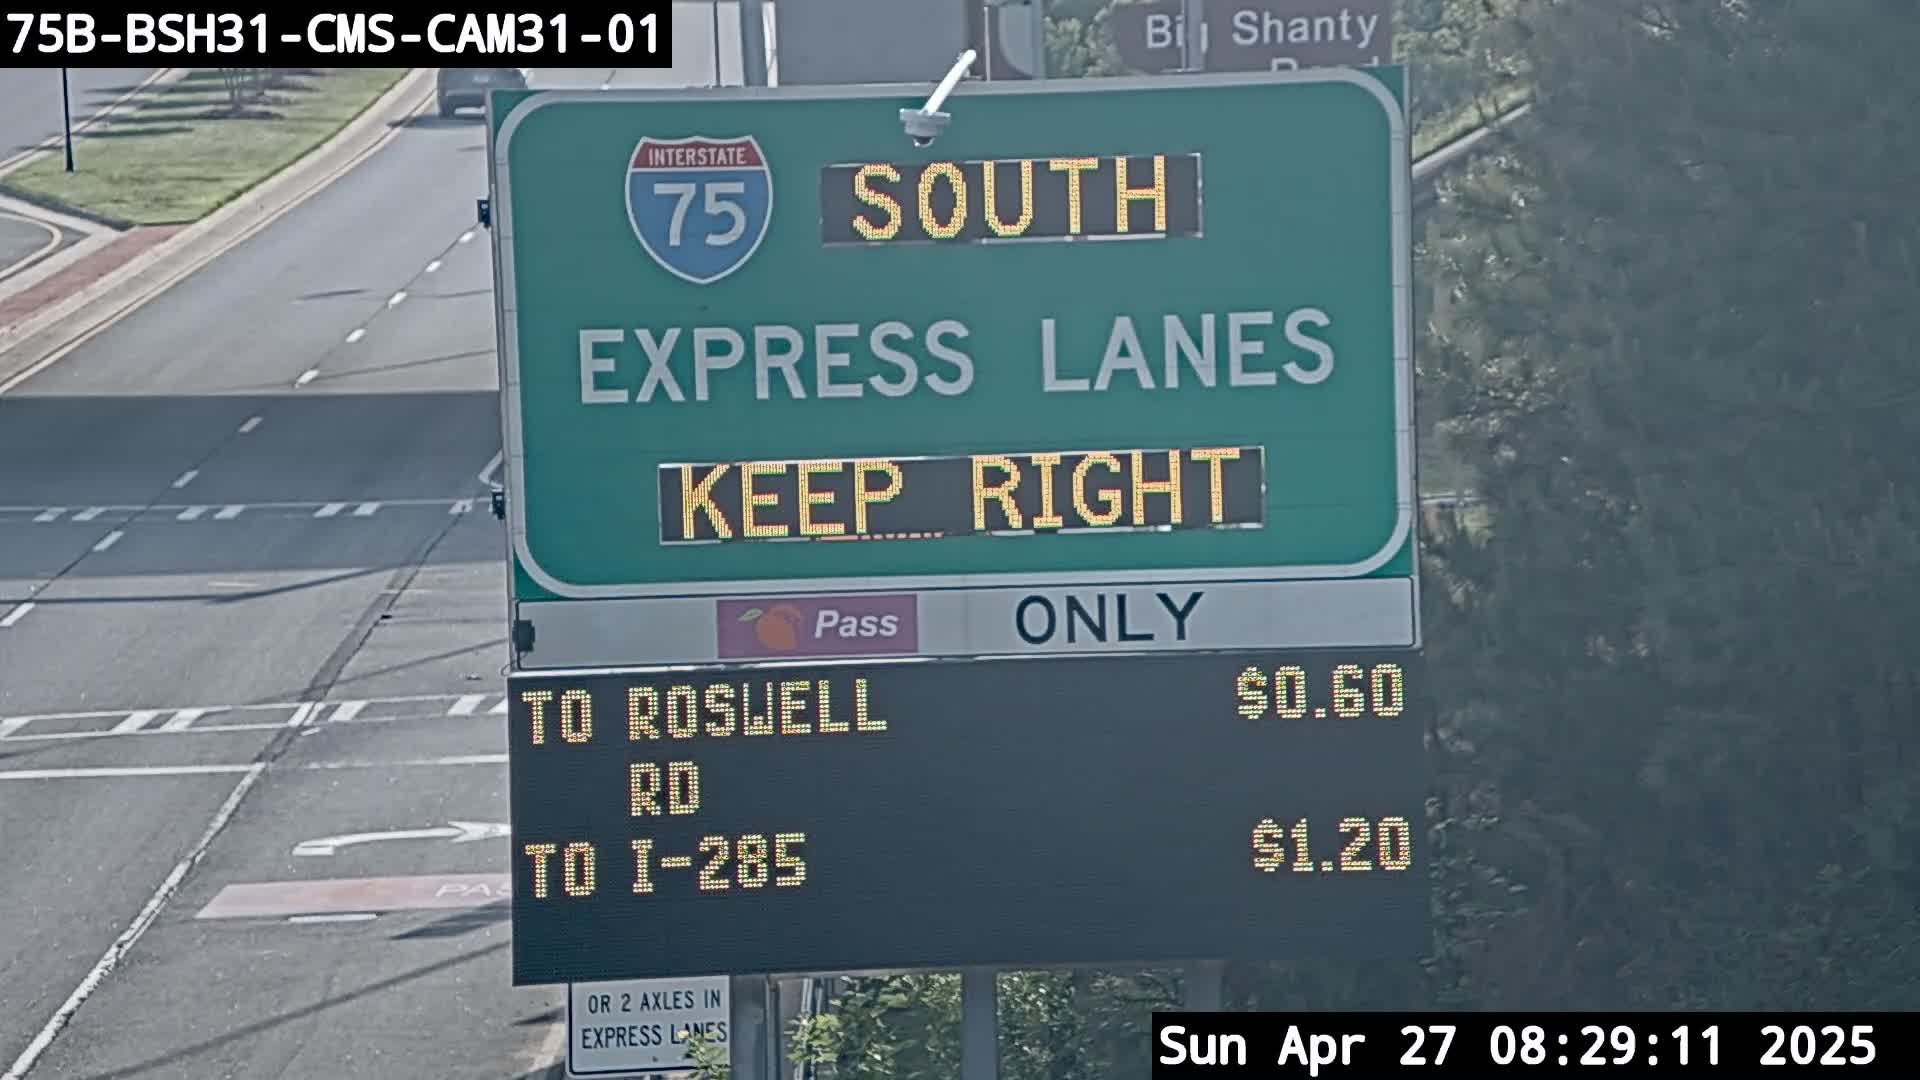 75B-BSH31-CMS-CAM31-01
Big Shanty
Road
INTERSTATE
75
SOUTH
EXPRESS LANES
KEEP RIGHT
Pass ONLY
TO ROSWELL $0.60
RD
TO I-285 $1.20
OR 2 AXLES IN
EXPRESS LANES
Sun Apr 27 08:29:11 2025